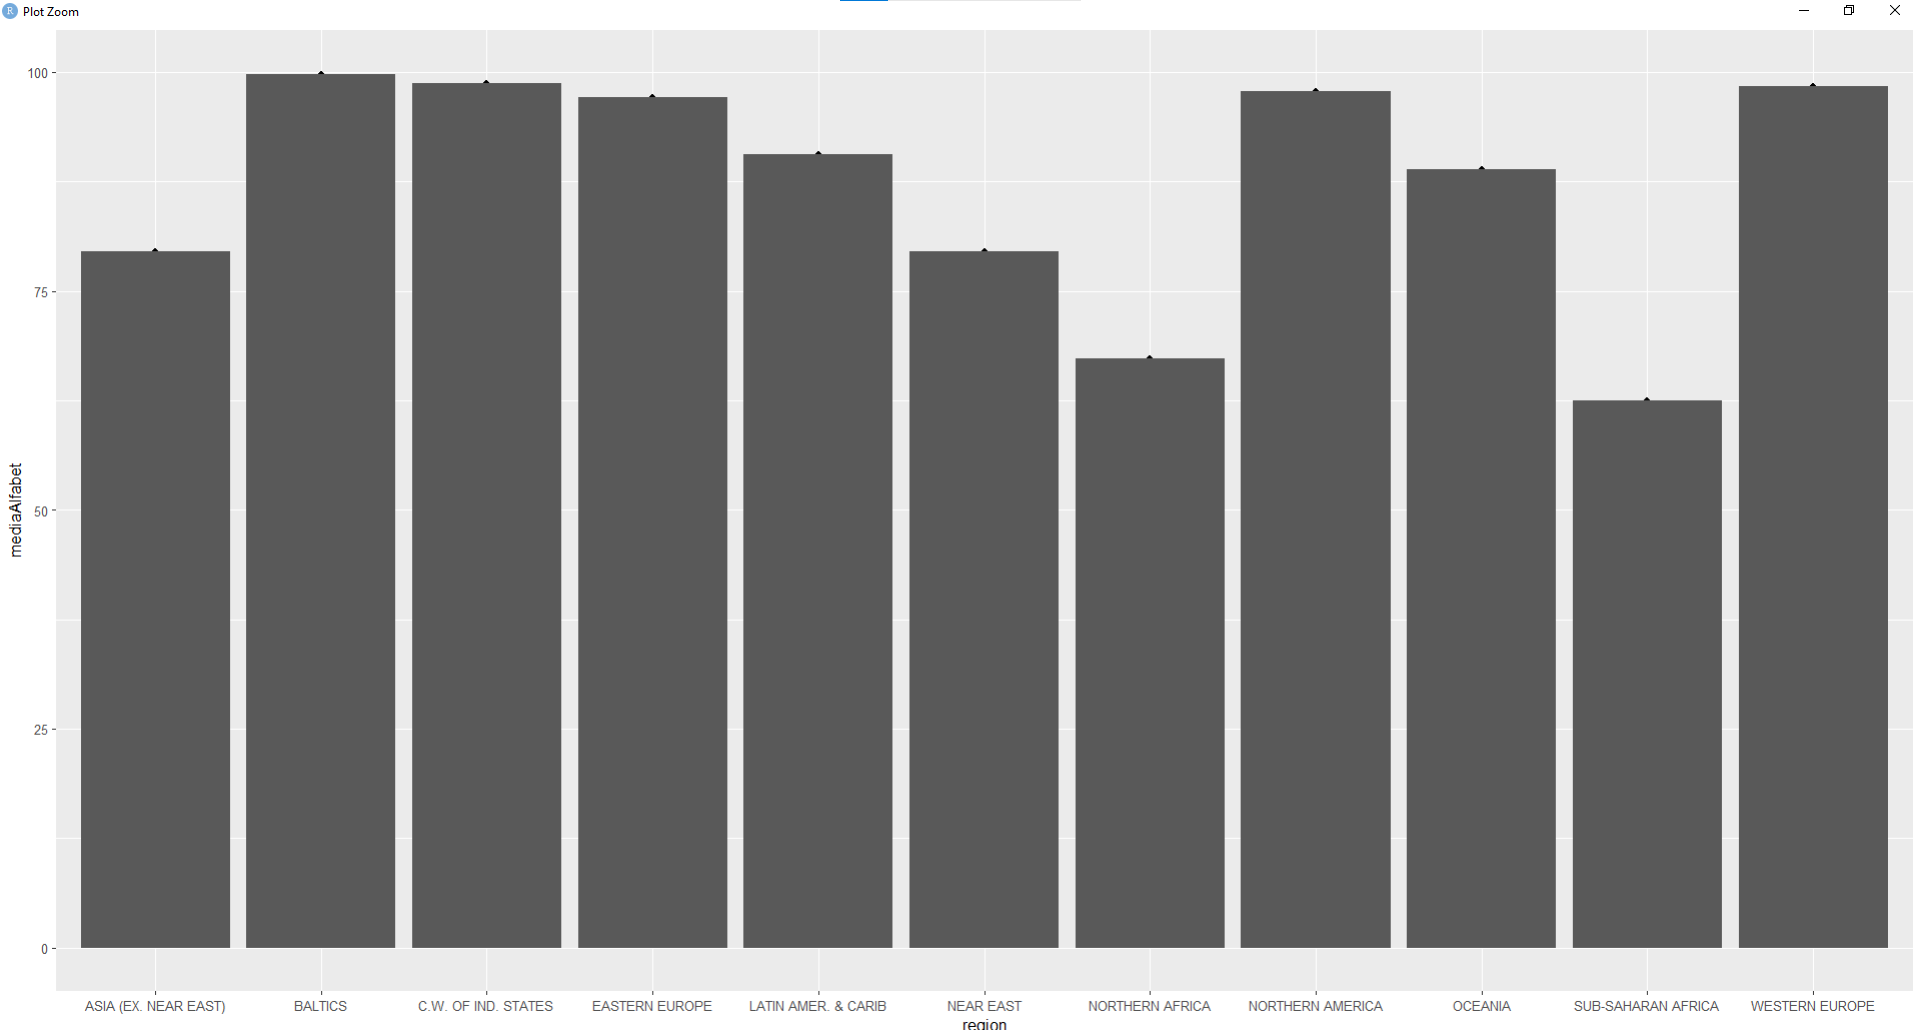 R Plot Zoom
100
75
50
25
0
mediaAlfabet
ASIA (EX. NEAR EAST) BALTICS C.W. OF IND. STATES EASTERN EUROPE LATIN AMER. & CARIB NEAR EAST NORTHERN AFRICA NORTHERN AMERICA OCEANIA SUB-SAHARAN AFRICA WESTERN EUROPE
region